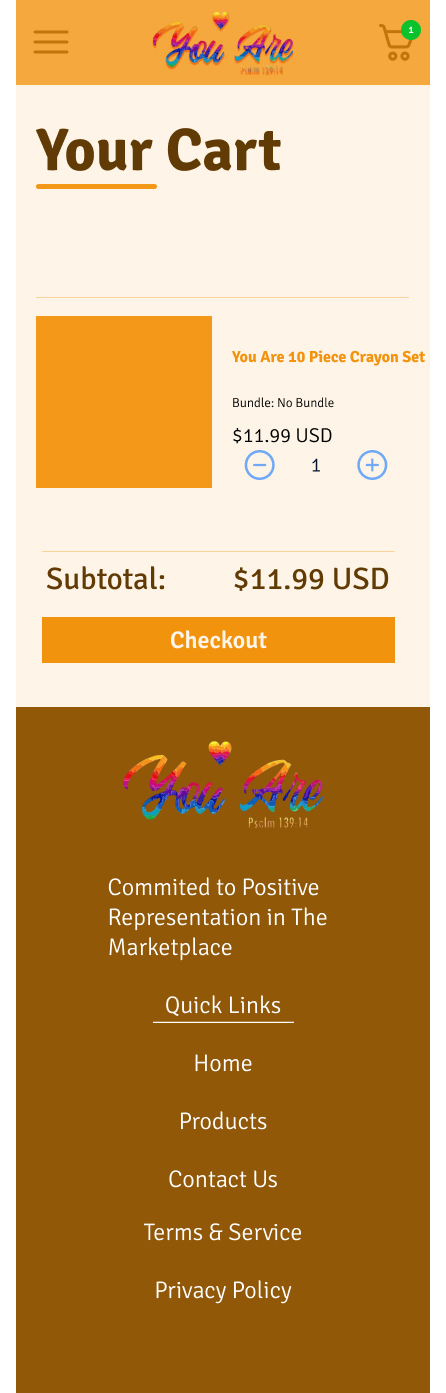 You Are
PSALM 139:14
1
Your Cart
You Are 10 Piece Crayon Set
Bundle: No Bundle
$11.99 USD
1
Subtotal: $11.99 USD
Checkout
You Are
Psalm 139:14
Commited to Positive
Representation in The
Marketplace
Quick Links
Home
Products
Contact Us
Terms & Service
Privacy Policy